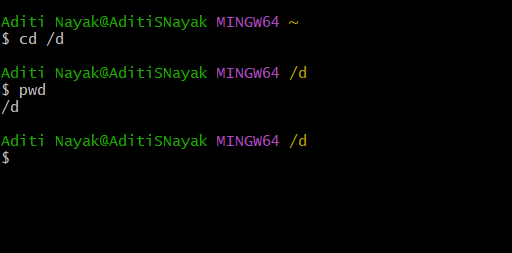 Aditi Nayak@AditiSNayak MINGW64 ~
$ cd /d
Aditi Nayak@AditiSNayak MINGW64 /d
$ pwd
/d
Aditi Nayak@AditiSNayak MINGW64 /d
$